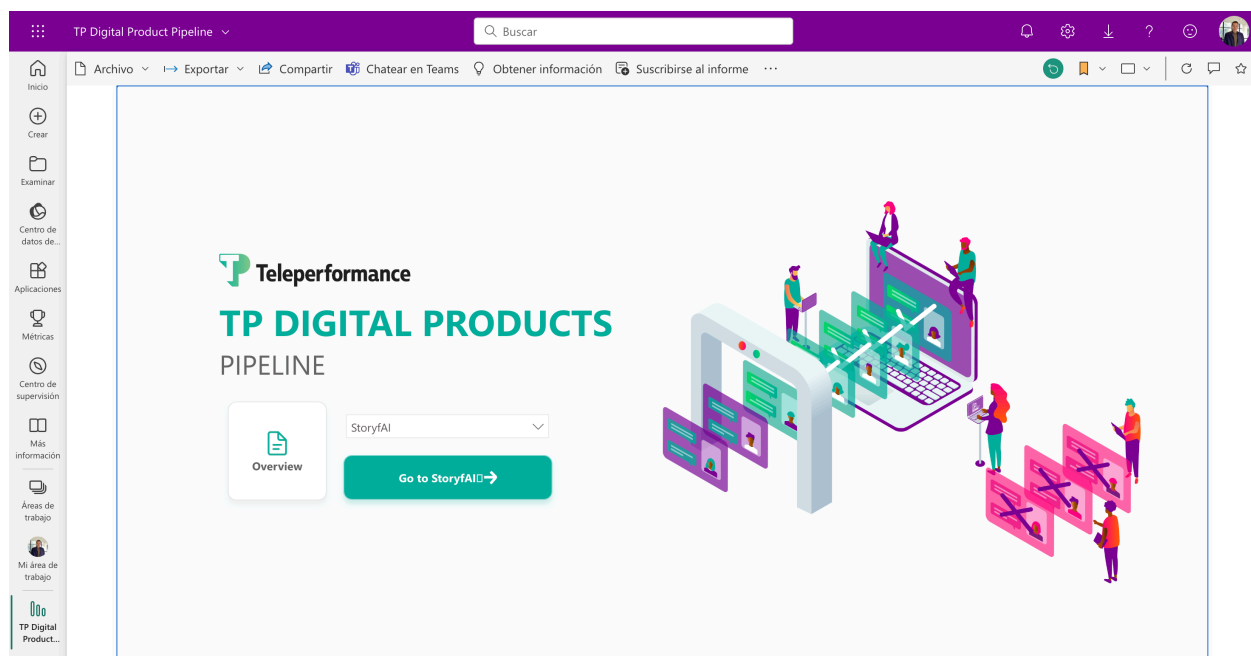 TP Digital Product Pipeline
Buscar
Archivo
Exportar
Compartir
Chatear en Teams
Obtener información
Suscribirse al informe
Inicio
Crear
Examinar
Centro de
datos de...
Aplicaciones
Métricas
Centro de
supervisión
Más
información
Áreas de
trabajo
Mi área de
trabajo
TP Digital
Product...
Teleperformance
TP DIGITAL PRODUCTS
PIPELINE
Overview
StoryfAI
Go to StoryfAI